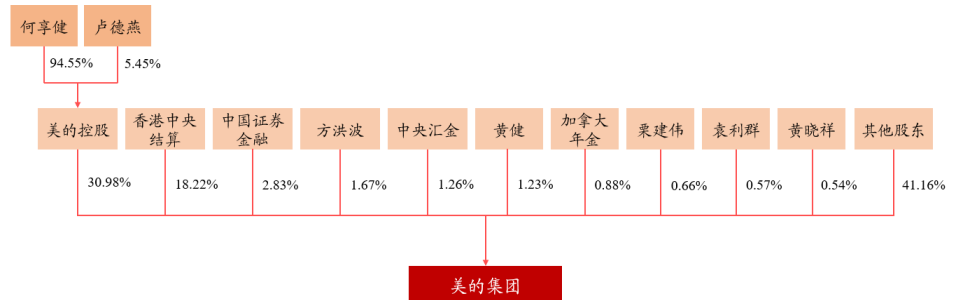 何享健 卢德燕
94.55% 5.45%
美的控股 香港中央结算 中国证券金融 方洪波 中央汇金 黄健 加拿大年金 栗建伟 袁利群 黄晓祥 其他股东
30.98% 18.22% 2.83% 1.67% 1.26% 1.23% 0.88% 0.66% 0.57% 0.54% 41.16%
美的集团